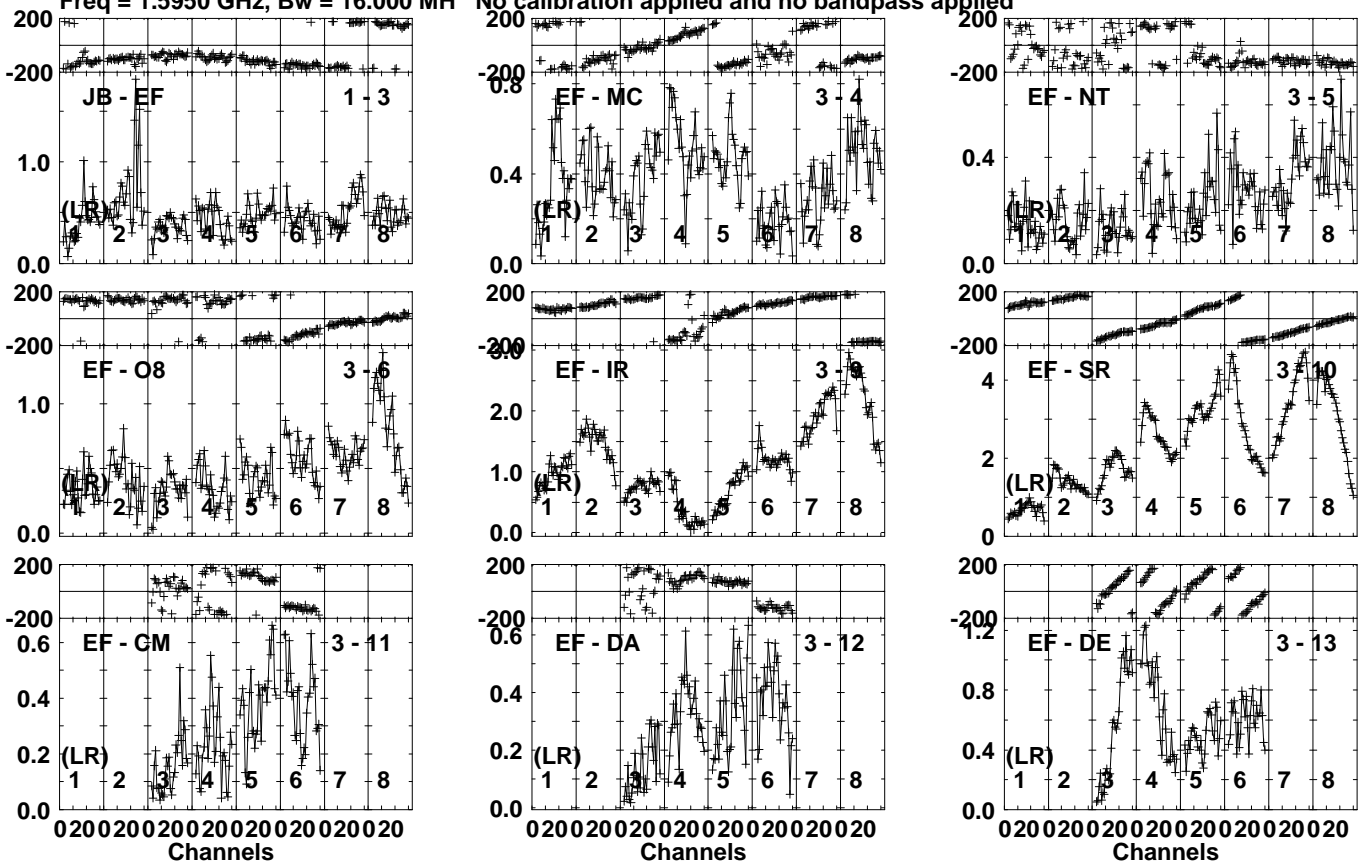 Freq = 1.5950 GHz, Bw = 16.000 MH No calibration applied and no bandpass applied
200 200 200
-200 -200 -200
JB - EF 1 - 3 EF - MC 3 - 4 EF - NT 3 - 5
0.8
1.0 0.4 0.4
(LR) (LR) (LR)
1 2 3 4 5 6 7 8 1 2 3 4 5 6 7 8 1 2 3 4 5 6 7 8
0.0 0.0 0.0
200 200 200
-200 -200 -200
3.0
EF - O8 3 - 6 EF - IR 3 - 9 EF - SR 3 - 10
1.0 2.0 4
1.0 2
(LR) (LR) (LR)
1 2 3 4 5 6 7 8 1 2 3 4 5 6 7 8 1 2 3 4 5 6 7 8
0.0 0.0 0
200 200 200
-200 -200 -200
0.6 0.6 1.2
EF - CM 3 - 11 EF - DA 3 - 12 EF - DE 3 - 13
0.4 0.4 0.8
0.2 0.2 0.4
(LR) (LR) (LR)
1 2 3 4 5 6 7 8 1 2 3 4 5 6 7 8 1 2 3 4 5 6 7 8
0.0 0.0 0.0
0 20 0 20 0 20 0 20 0 20 0 20 0 20 0 20 0 20 0 20 0 20 0 20 0 20 0 20 0 20 0 20 0 20 0 20 0 20 0 20 0 20 0 20 0 20 0 20
Channels Channels Channels